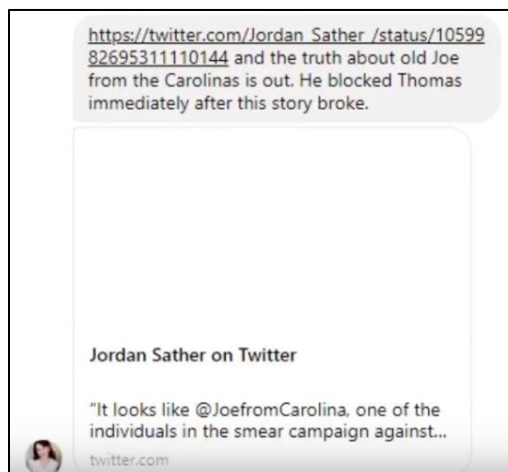 https://twitter.com/Jordan_Sather_/status/10599
82695311110144 and the truth about old Joe
from the Carolinas is out. He blocked Thomas
immediately after this story broke.
Jordan Sather on Twitter
“It looks like @JoefromCarolina, one of the
individuals in the smear campaign against...
twitter.com